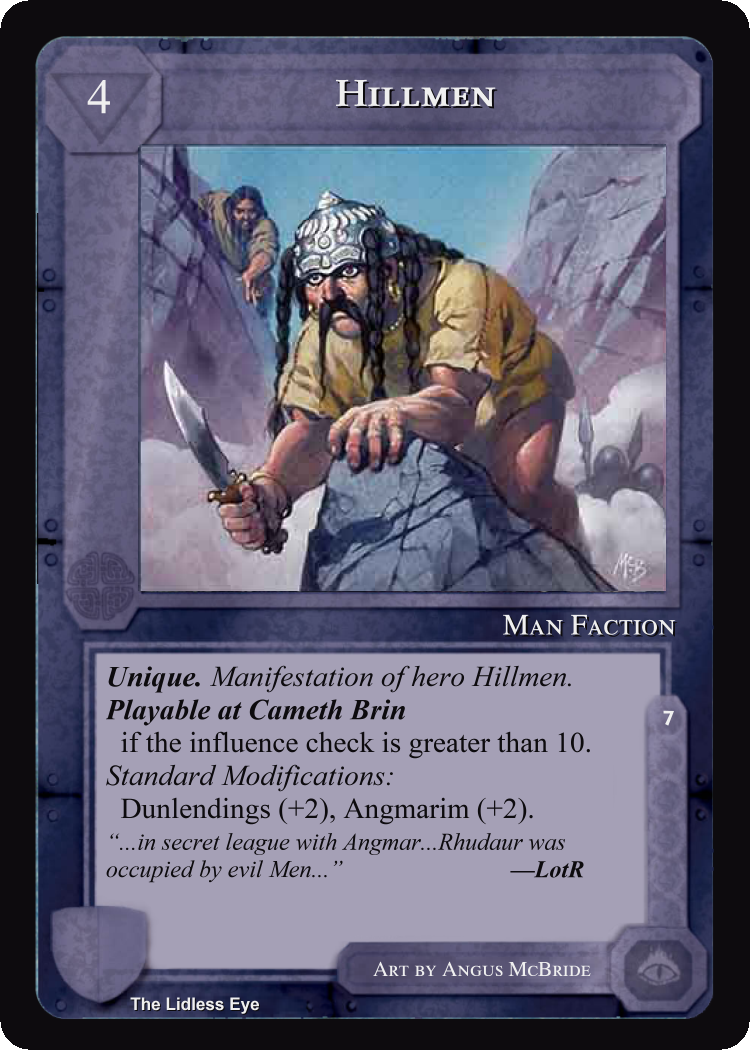 4
HILLMEN
McB
MAN FACTION
Unique. Manifestation of hero Hillmen.
Playable at Cameth Brin
if the influence check is greater than 10.
7
Standard Modifications:
Dunlendings (+2), Angmarim (+2).
“...in secret league with Angmar...Rhudaur was
occupied by evil Men...” —LotR
ART BY ANGUS MCBRIDE
The Lidless Eye